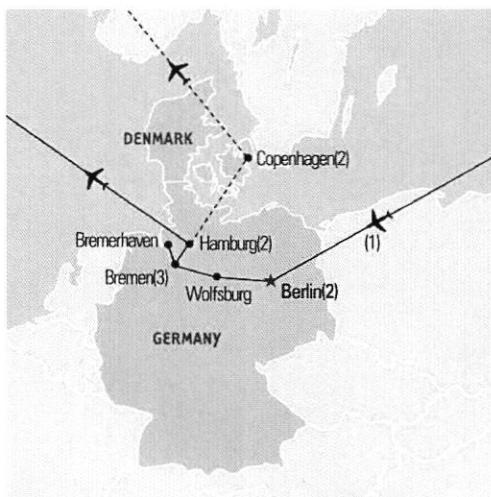 DENMARK
Copenhagen(2)
Bremerhaven
Hamburg(2)
(1)
Bremen(3)
Wolfsburg
Berlin(2)
GERMANY